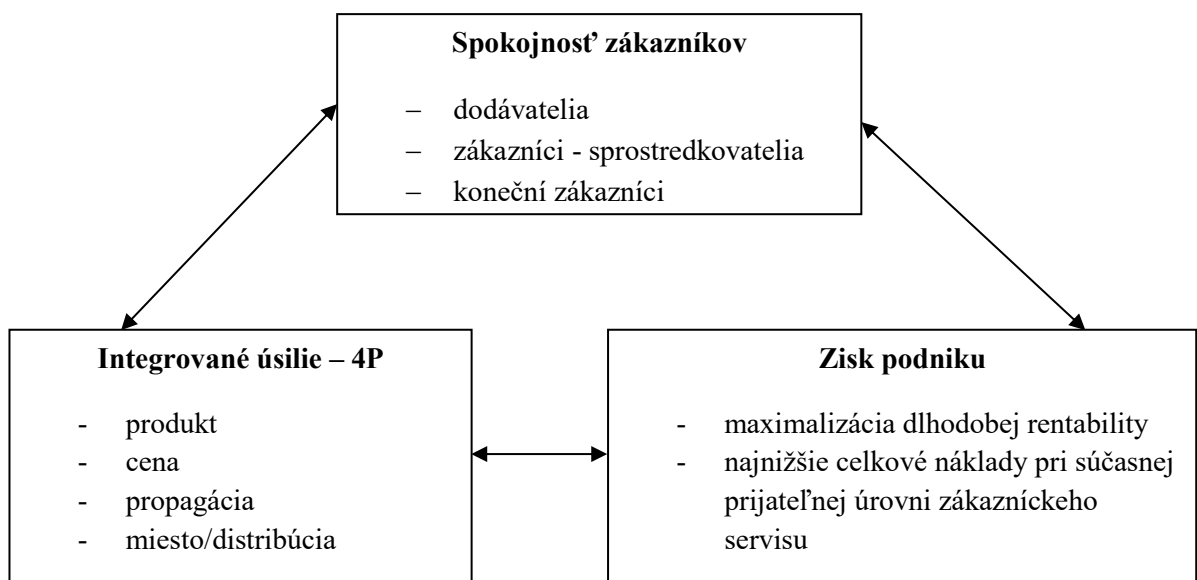 Spokojnosť zákazníkov
– dodávatelia
– zákazníci - sprostredkovatelia
– koneční zákazníci
Integrované úsilie – 4P
- produkt
- cena
- propagácia
- miesto/distribúcia
Zisk podniku
- maximalizácia dlhodobej rentability
- najnižšie celkové náklady pri súčasnej
prijateľnej úrovni zákazníckeho
servisu